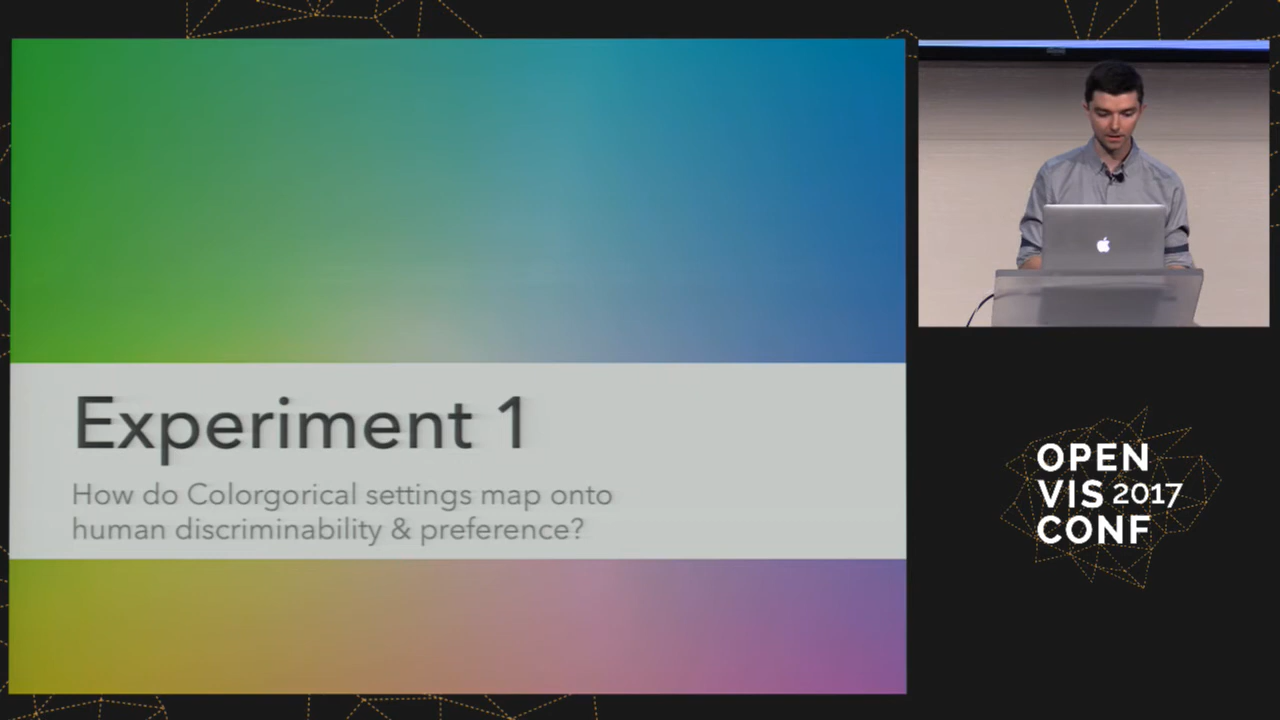 Experiment 1
How do Colorgorical settings map onto
human discriminability & preference?
OPEN
VIS 2017
CONF